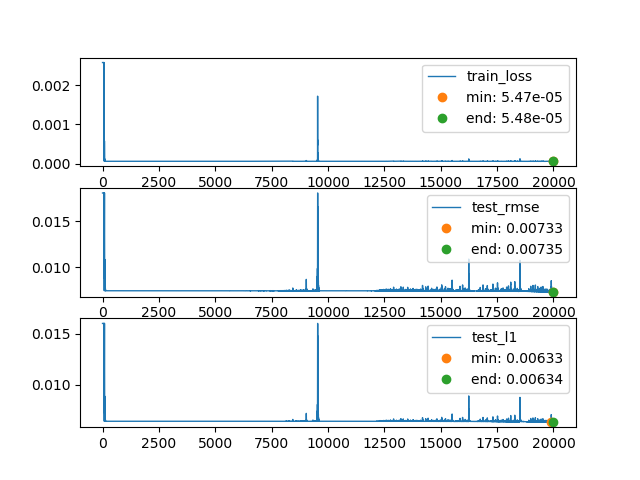 train_loss
min: 5.47e-05
end: 5.48e-05
0.002
0.001
0.000
0 2500 5000 7500 10000 12500 15000 17500 20000
test_rmse
min: 0.00733
end: 0.00735
0.015
0.010
0 2500 5000 7500 10000 12500 15000 17500 20000
test_l1
min: 0.00633
end: 0.00634
0.015
0.010
0 2500 5000 7500 10000 12500 15000 17500 20000